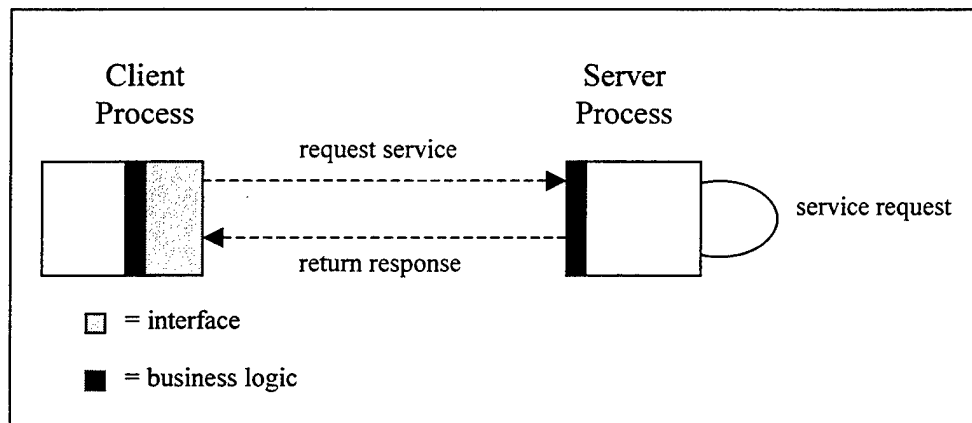 Client
Process
Server
Process
request service
service request
return response
= interface
= business logic